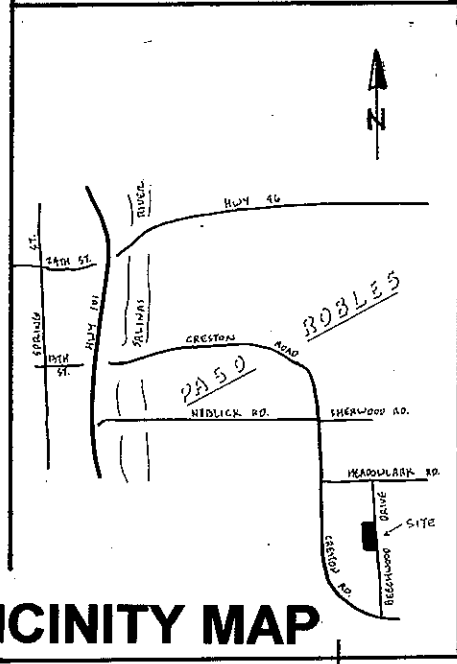 N
HWY 46
RIVER
SALINAS
24TH ST.
SPRING ST.
HWY 101
13TH ST.
CRESTON ROAD
PASO ROBLES
NIBLICK RD.
SHERWOOD RD.
MEADOWLARK RD.
BEECHWOOD DRIVE
SITE
CRESTON RD.
ICINITY MAP